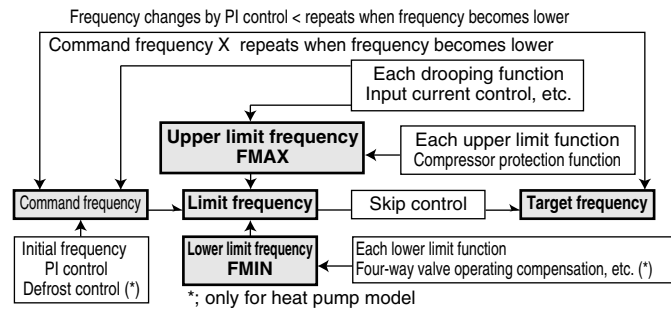 Frequency changes by PI control < repeats when frequency becomes lower
Command frequency X repeats when frequency becomes lower
Each drooping function
Input current control, etc.
Upper limit frequency
FMAX
Each upper limit function
Compressor protection function
Command frequency
Limit frequency
Skip control
Target frequency
Initial frequency
PI control
Defrost control (*)
Lower limit frequency
FMIN
Each lower limit function
Four-way valve operating compensation, etc. (*)
*; only for heat pump model